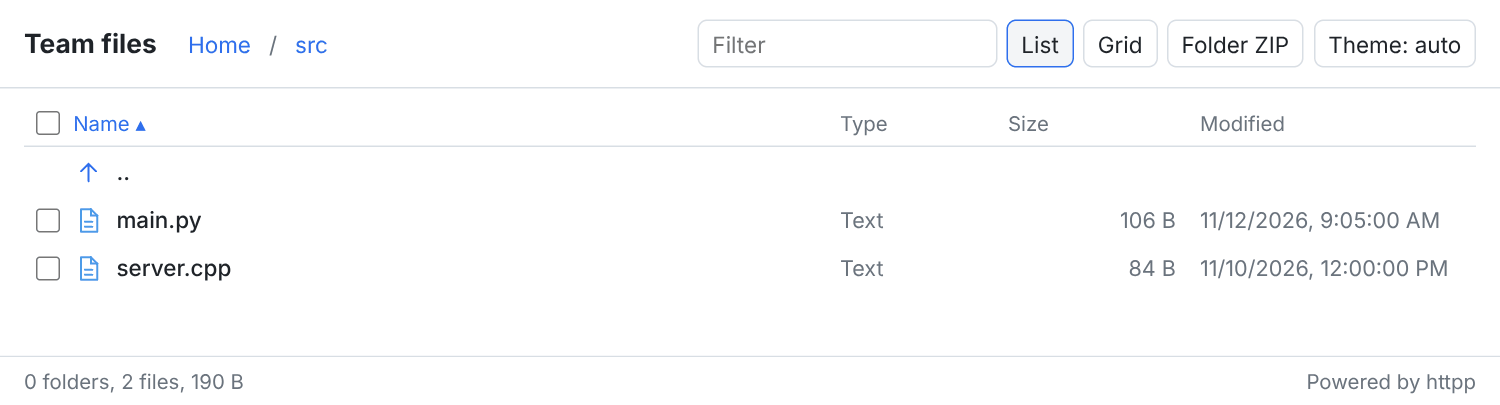 Team files Home / src Filter List Grid Folder ZIP Theme: auto
Name ▲ Type Size Modified
↑ ..
main.py Text 106 B 11/12/2026, 9:05:00 AM
server.cpp Text 84 B 11/10/2026, 12:00:00 PM
0 folders, 2 files, 190 B Powered by httpp